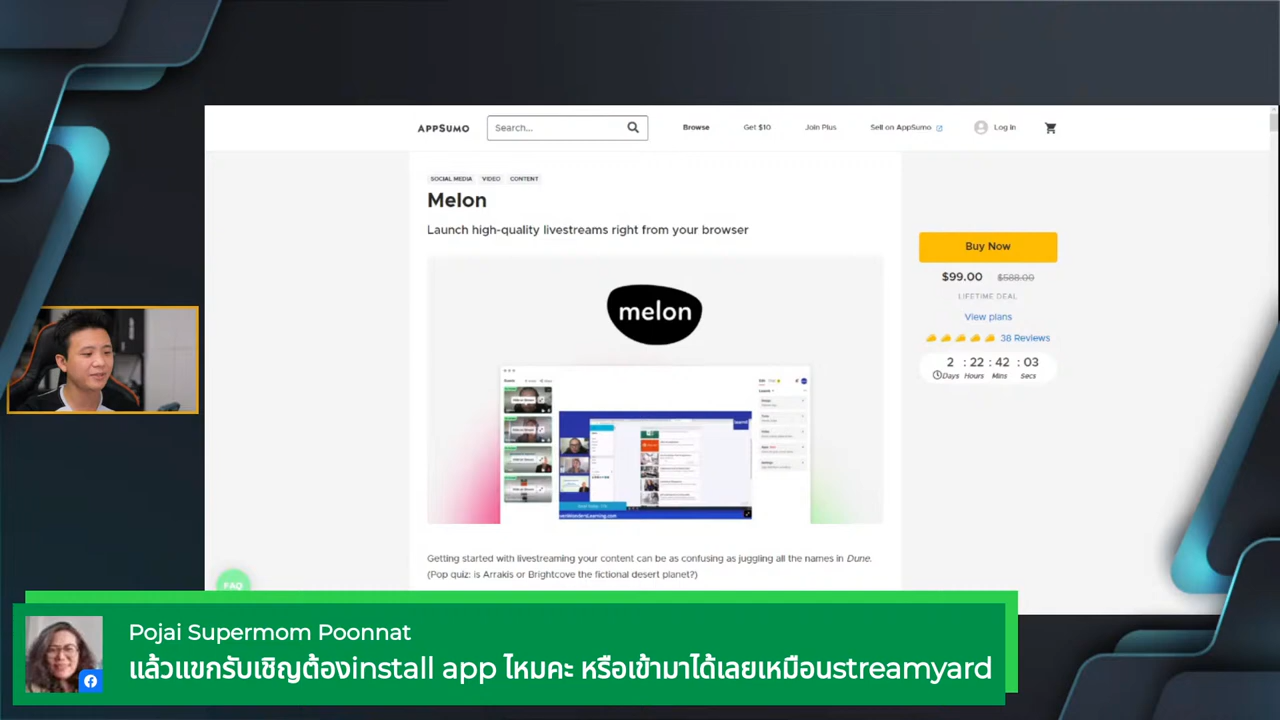 APPSUMO
Search...
Browse
Get $10
Join Plus
Sell on AppSumo
Log in
SOCIAL MEDIA VIDEO CONTENT
Melon
Launch high-quality livestreams right from your browser
Buy Now
$99.00 $588.00
LIFETIME DEAL
View plans
38 Reviews
2 : 22 : 42 : 03
Days Hours Mins Secs
melon
Getting started with livestreaming your content can be as confusing as juggling all the names in Dune.
(Pop quiz: is Arrakis or Brightcove the fictional desert planet?)
FAQ
Pojai Supermom Poonnat
แล้วแขกรับเชิญต้องinstall app ไหมคะ หรือเข้ามาได้เลยเหมือนstreamyard